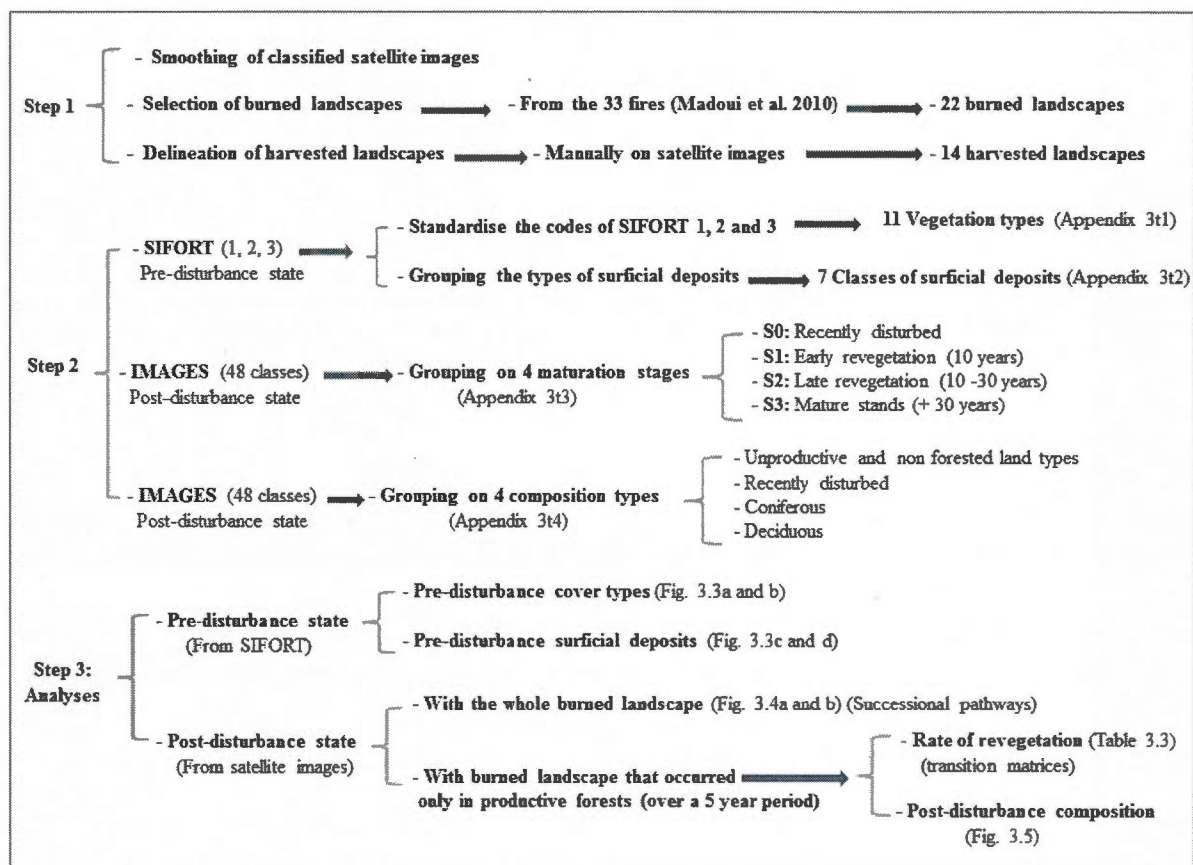 - Smoothing of classified satellite images
Step 1
- Selection of burned landscapes - From the 33 fires (Madoui et al. 2010) - 22 burned landscapes
- Delineation of harvested landscapes - Manually on satellite images - 14 harvested landscapes
Step 2
- SIFORT (1, 2, 3)
Pre-disturbance state
- Standardise the codes of SIFORT 1, 2 and 3 11 Vegetation types (Appendix 3t1)
- Grouping the types of surficial deposits 7 Classes of surficial deposits (Appendix 3t2)
- IMAGES (48 classes)
Post-disturbance state
- Grouping on 4 maturation stages
(Appendix 3t3)
- S0: Recently disturbed
- S1: Early revegetation (10 years)
- S2: Late revegetation (10 -30 years)
- S3: Mature stands (+ 30 years)
- IMAGES (48 classes)
Post-disturbance state
- Grouping on 4 composition types
(Appendix 3t4)
- Unproductive and non forested land types
- Recently disturbed
- Coniferous
- Deciduous
Step 3:
Analyses
- Pre-disturbance state
(From SIFORT)
- Pre-disturbance cover types (Fig. 3.3a and b)
- Pre-disturbance surficial deposits (Fig. 3.3c and d)
- Post-disturbance state
(From satellite images)
- With the whole burned landscape (Fig. 3.4a and b) (Successional pathways)
- With burned landscape that occurred
only in productive forests (over a 5 year period)
- Rate of revegetation (Table 3.3)
(transition matrices)
- Post-disturbance composition
(Fig. 3.5)